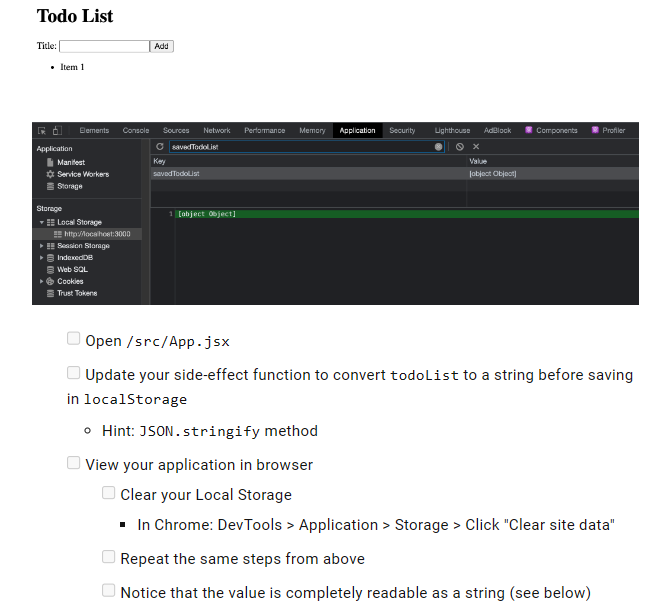 Todo List
Title: Add
Item 1
Elements Console Sources Network Performance Memory Application Security Lighthouse AdBlock Components Profiler
Application
Manifest
Service Workers
Storage
Storage
Local Storage
http://localhost:3000
Session Storage
IndexedDB
Web SQL
Cookies
Trust Tokens
savedTodoList
Key Value
savedTodoList [object Object]
1 [object Object]
Open /src/App.jsx
Update your side-effect function to convert todoList to a string before saving
in localStorage
Hint: JSON.stringify method
View your application in browser
Clear your Local Storage
In Chrome: DevTools > Application > Storage > Click "Clear site data"
Repeat the same steps from above
Notice that the value is completely readable as a string (see below)